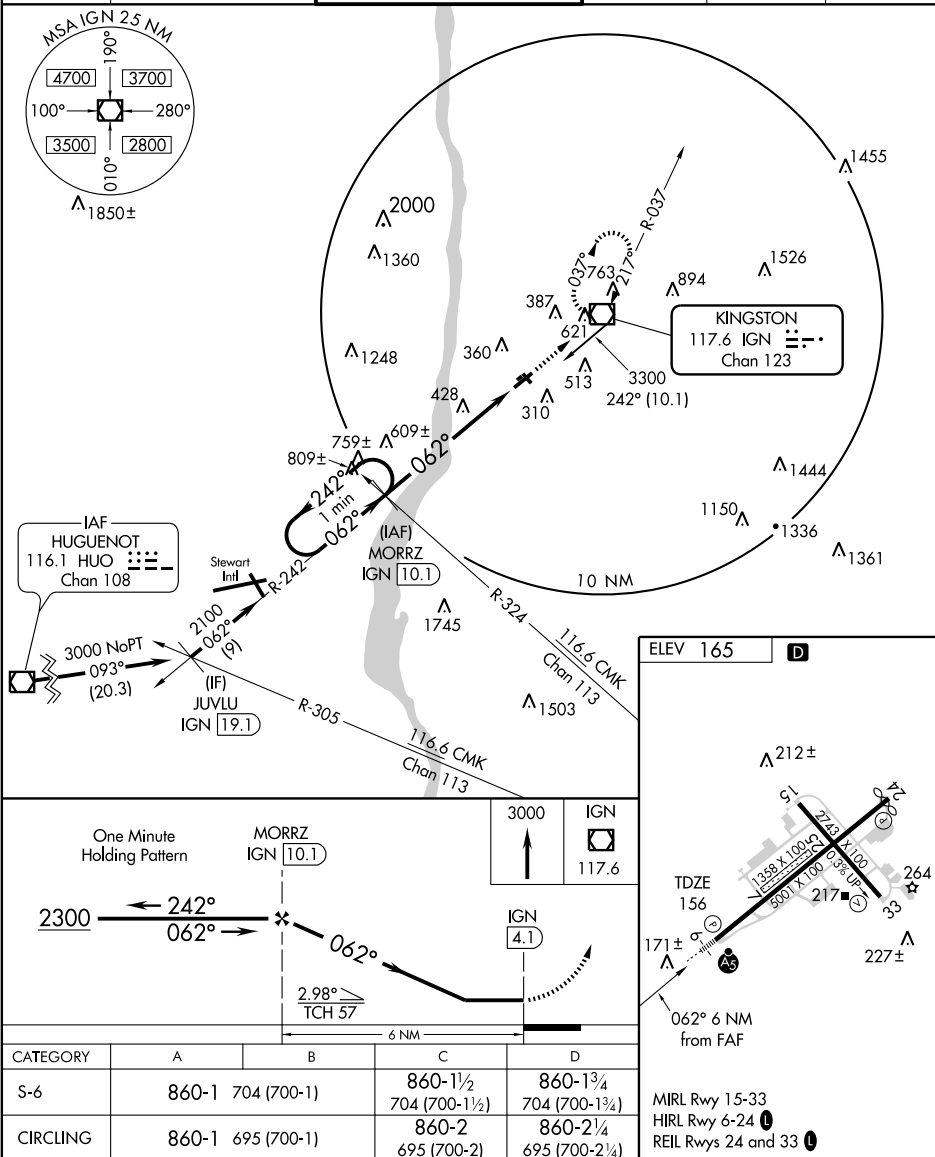 MSA IGN 25 NM
190°
4700
3700
100°
280°
3500
2800
010°
1850±
2000
1360
1248
1455
R-037
037°
217°
763
894
1526
387
621
KINGSTON
117.6 IGN
Chan 123
360
513
3300
242° (10.1)
310
428
609±
759±
809±
062°
242°
1 min
062°
(IAF)
MORRZ
IGN 10.1
1444
1150
1336
1361
10 NM
IAF
HUGUENOT
116.1 HUO
Chan 108
Stewart
Intl
R-242
2100
062°
(9)
3000 NoPT
093°
(20.3)
(IF)
JUVLU
IGN 19.1
1745
R-324
116.6 CMK
Chan 113
R-305
116.6 CMK
Chan 113
1503
ELEV 165
D
212±
15
24
2743 X 100
1358 X 100
25
0.3% UP
5001 X 100
7
P
264
TDZE
156
217
V
33
P
6
171±
A5
227±
062° 6 NM
from FAF
MIRL Rwy 15-33
HIRL Rwy 6-24 L
REIL Rwys 24 and 33 L
One Minute
Holding Pattern
MORRZ
IGN 10.1
3000
IGN
117.6
2300
242°
062°
062°
IGN
4.1
2.98°
TCH 57
6 NM
CATEGORY A B C D
S-6 860-1 704 (700-1) 860-1½ 704 (700-1½) 860-1¾ 704 (700-1¾)
CIRCLING 860-1 695 (700-1) 860-2 695 (700-2) 860-2¼ 695 (700-2¼)